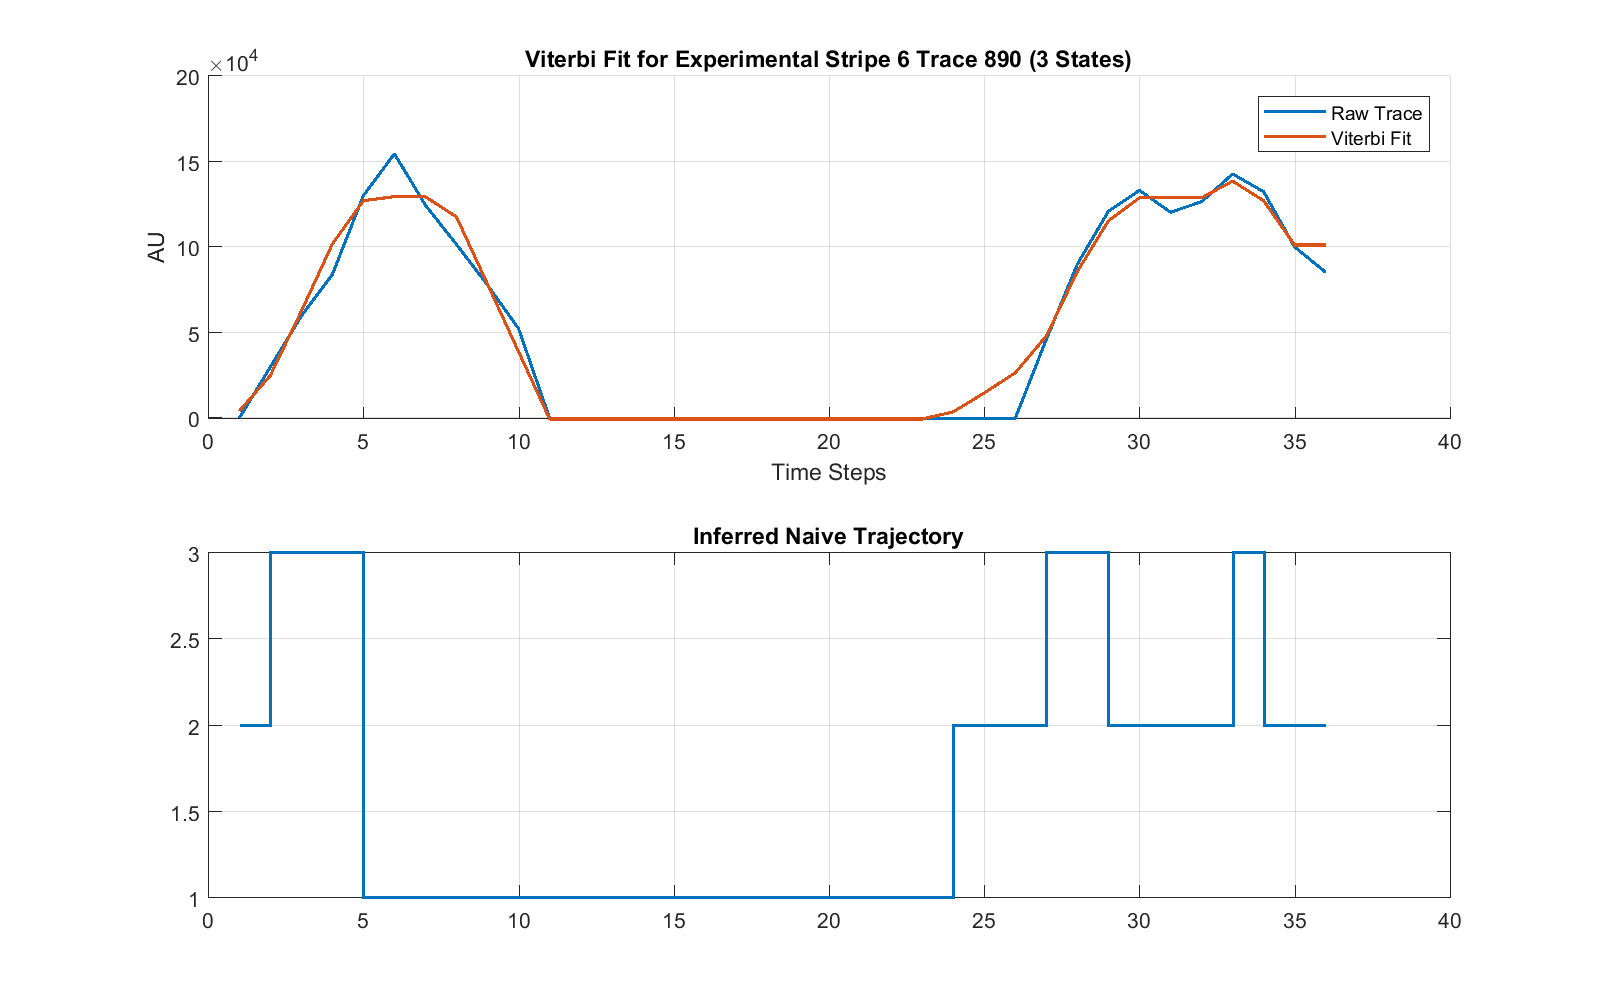 Viterbi Fit for Experimental Stripe 6 Trace 890 (3 States)
×10⁴
20
15
10
5
0
AU
Raw Trace
Viterbi Fit
0 5 10 15 20 25 30 35 40
Time Steps
Inferred Naive Trajectory
3
2.5
2
1.5
1
0 5 10 15 20 25 30 35 40